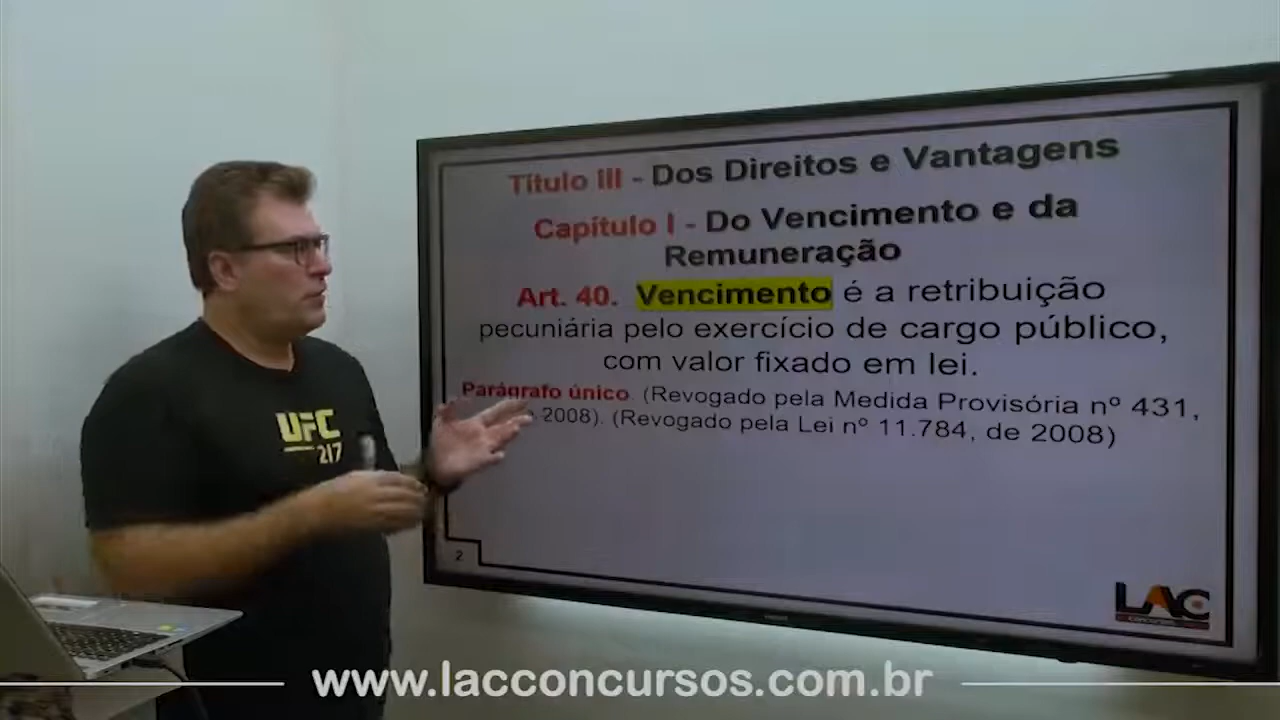 Título III - Dos Direitos e Vantagens
Capítulo I - Do Vencimento e da
Remuneração
Art. 40. Vencimento é a retribuição
pecuniária pelo exercício de cargo público,
com valor fixado em lei.
Parágrafo único. (Revogado pela Medida Provisória nº 431,
2008). (Revogado pela Lei nº 11.784, de 2008)
UFC
217
2
LAC
CONCURSOS
www.lacconcursos.com.br